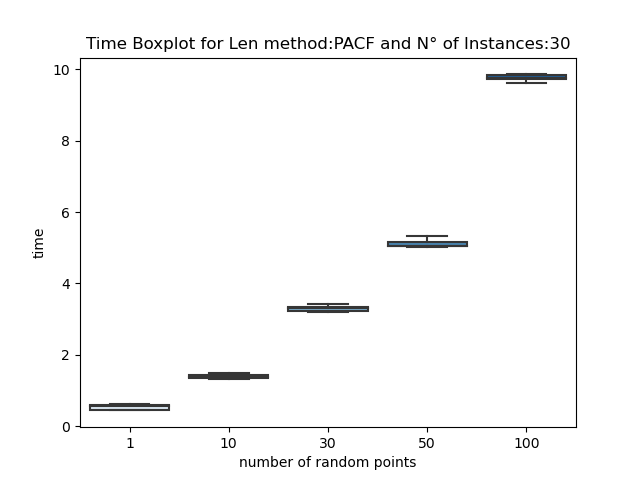 Time Boxplot for Len method:PACF and N° of Instances:30
10
8
6
4
2
0
time
1 10 30 50 100
number of random points